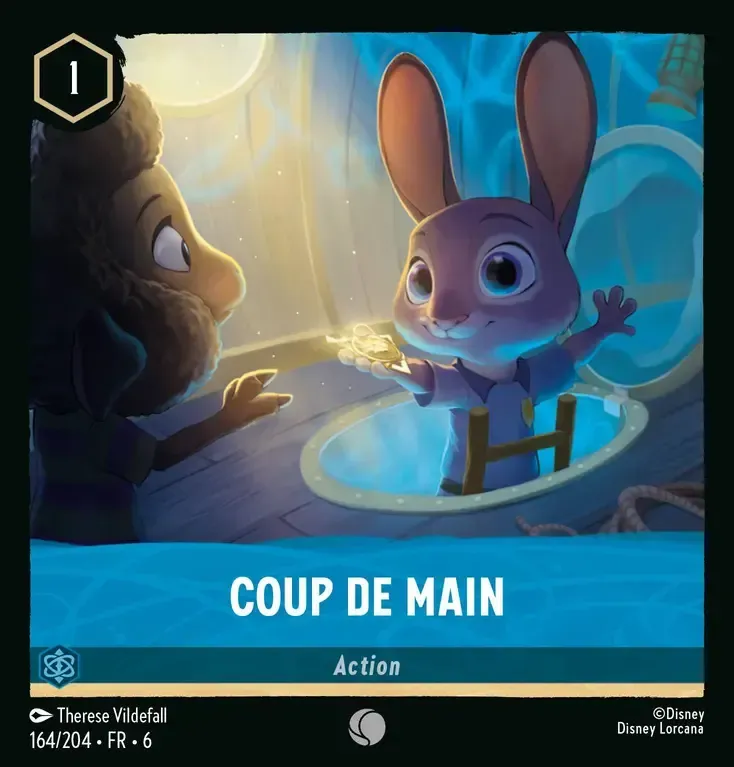 1
COUP DE MAIN
Action
Therese Vildefall
164/204 • FR • 6
©Disney
Disney Lorcana